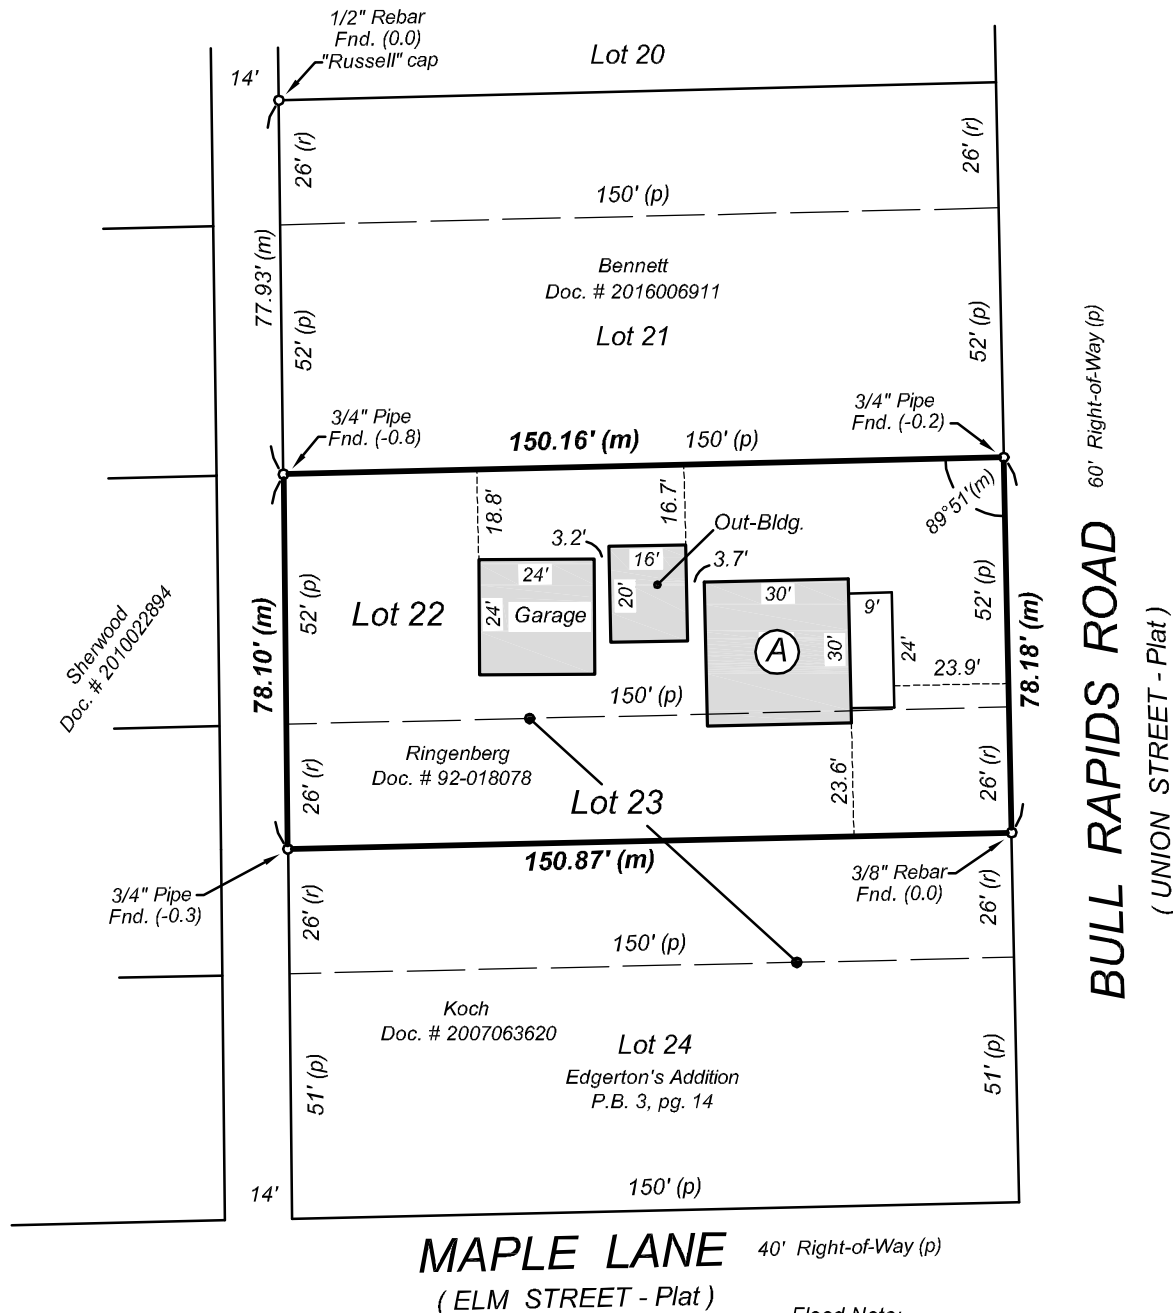 1/2" Rebar
Fnd. (0.0)
"Russell" cap
14'
Lot 20
26' (r)
26' (r)
150' (p)
77.93' (m)
Bennett
Doc. # 2016006911
Lot 21
52' (p)
52' (p)
60' Right-of-Way (p)
3/4" Pipe
Fnd. (-0.8)
150.16' (m)
150' (p)
3/4" Pipe
Fnd. (-0.2)
89°51'(m)
18.8'
16.7'
Out-Bldg.
3.2'
3.7'
16'
20'
24'
24'
Garage
30'
30'
A
9'
24'
23.9'
52' (p)
Lot 22
52' (p)
78.10' (m)
78.18' (m)
Sherwood
Doc. # 2010022894
BULL RAPIDS ROAD
( UNION STREET - Plat )
150' (p)
Ringenberg
Doc. # 92-018078
26' (r)
Lot 23
23.6'
26' (r)
150.87' (m)
3/4" Pipe
Fnd. (-0.3)
3/8" Rebar
Fnd. (0.0)
26' (r)
26' (r)
150' (p)
Koch
Doc. # 2007063620
Lot 24
Edgerton's Addition
P.B. 3, pg. 14
51' (p)
51' (p)
14'
150' (p)
MAPLE LANE
40' Right-of-Way (p)
( ELM STREET - Plat )
Flood Note: